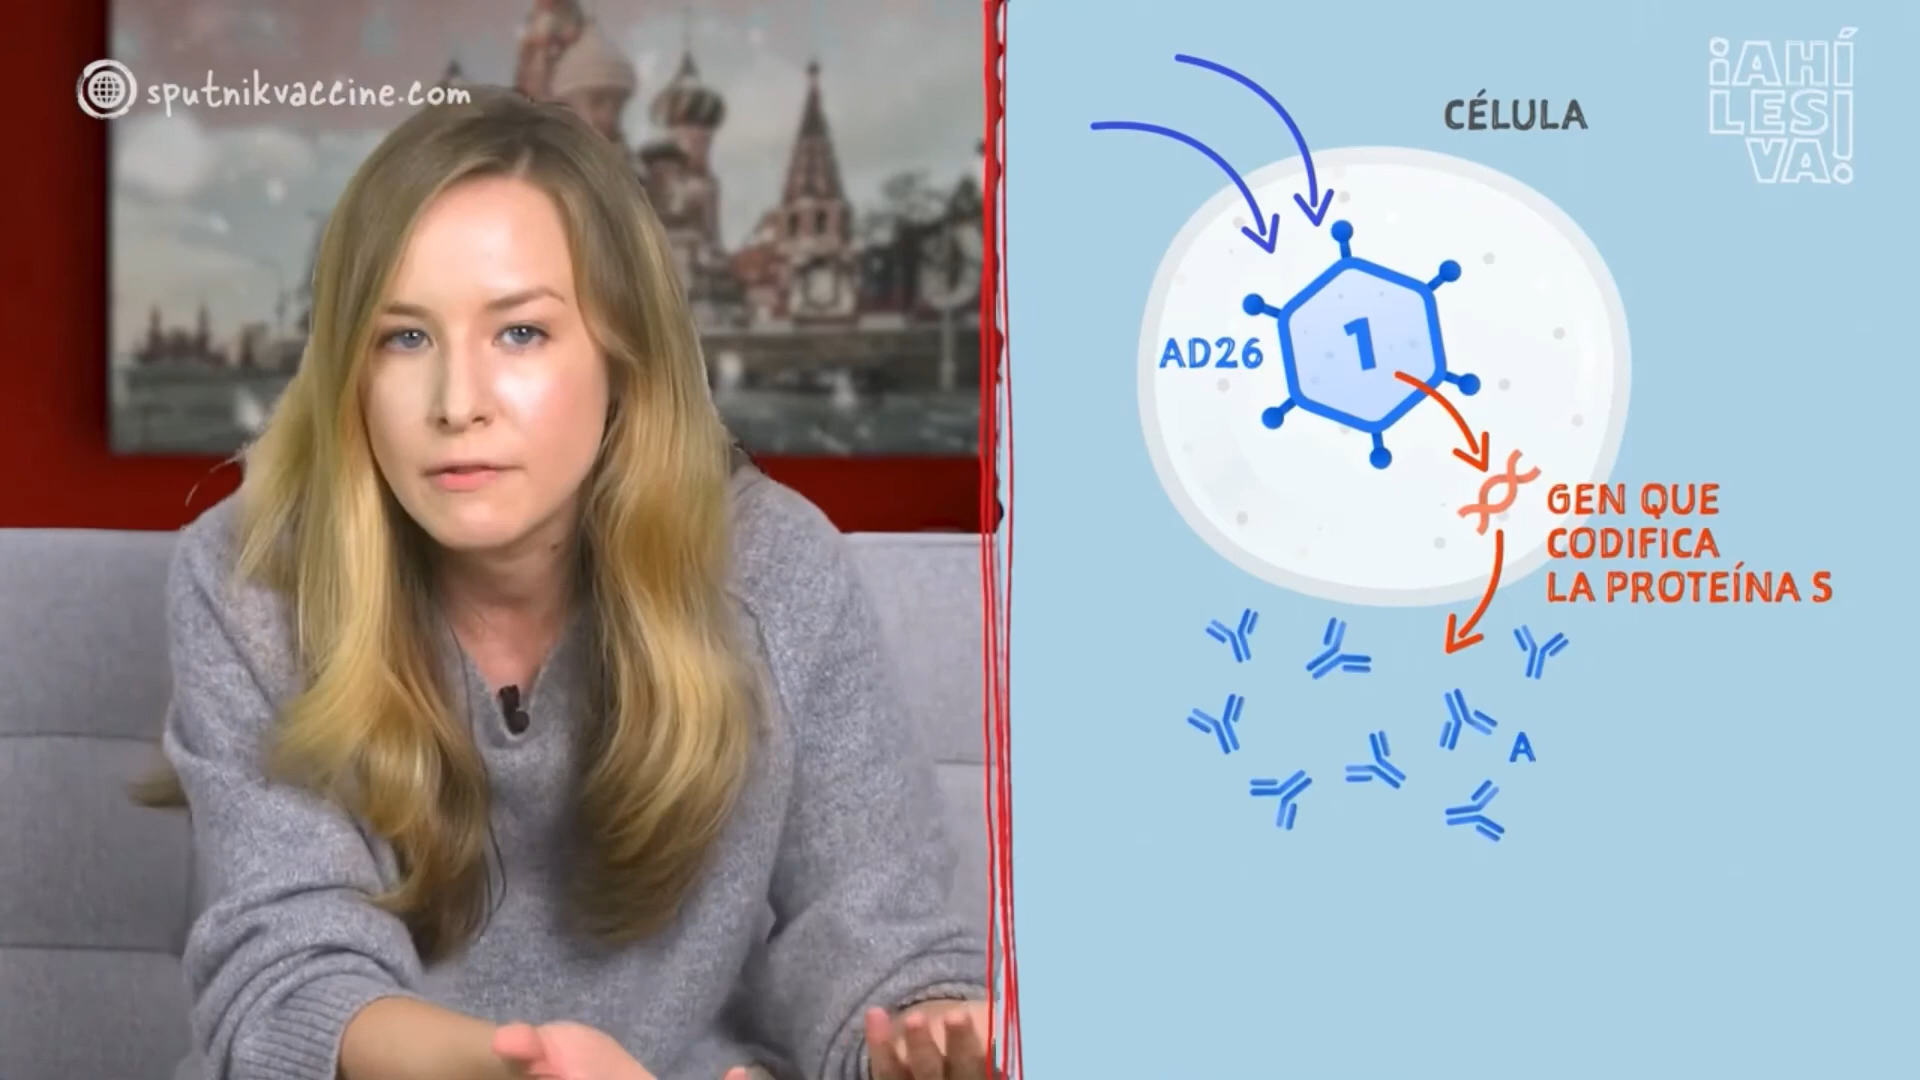 sputnikvaccine.com
¡AHÍ
LES
VA!
CÉLULA
1
AD26
GEN QUE
CODIFICA
LA PROTEÍNA S
A